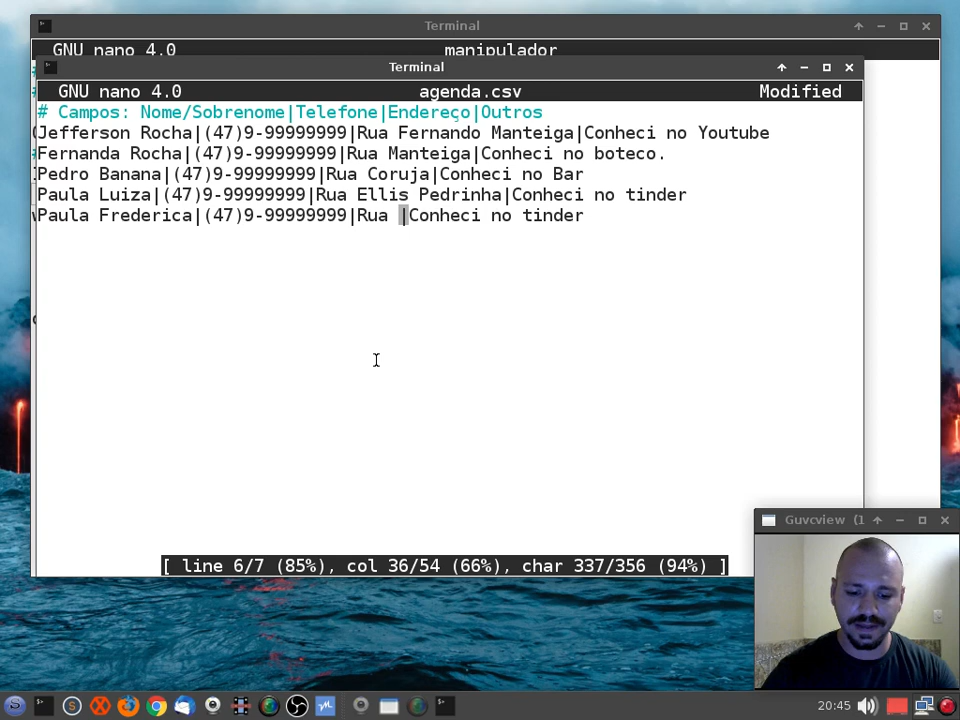 Terminal
GNU nano 4.0 manipulador
Terminal
GNU nano 4.0 agenda.csv Modified
# Campos: Nome/Sobrenome|Telefone|Endereço|Outros
Jefferson Rocha|(47)9-99999999|Rua Fernando Manteiga|Conheci no Youtube
Fernanda Rocha|(47)9-99999999|Rua Manteiga|Conheci no boteco.
Pedro Banana|(47)9-99999999|Rua Coruja|Conheci no Bar
Paula Luiza|(47)9-99999999|Rua Ellis Pedrinha|Conheci no tinder
Paula Frederica|(47)9-99999999|Rua |Conheci no tinder
[ line 6/7 (85%), col 36/54 (66%), char 337/356 (94%) ]
Guvcview (1
20:45